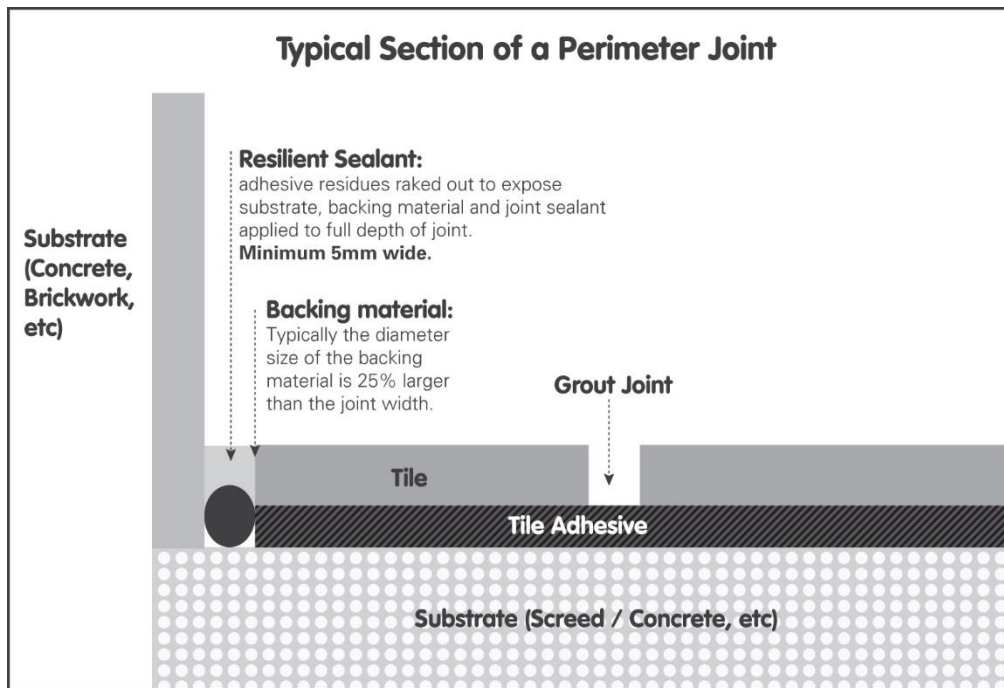 Typical Section of a Perimeter Joint
Resilient Sealant:
adhesive residues raked out to expose
substrate, backing material and joint sealant
applied to full depth of joint.
Minimum 5mm wide.
Substrate
(Concrete,
Brickwork,
etc)
Backing material:
Typically the diameter
size of the backing
material is 25% larger
than the joint width.
Grout Joint
Tile
Tile Adhesive
Substrate (Screed / Concrete, etc)